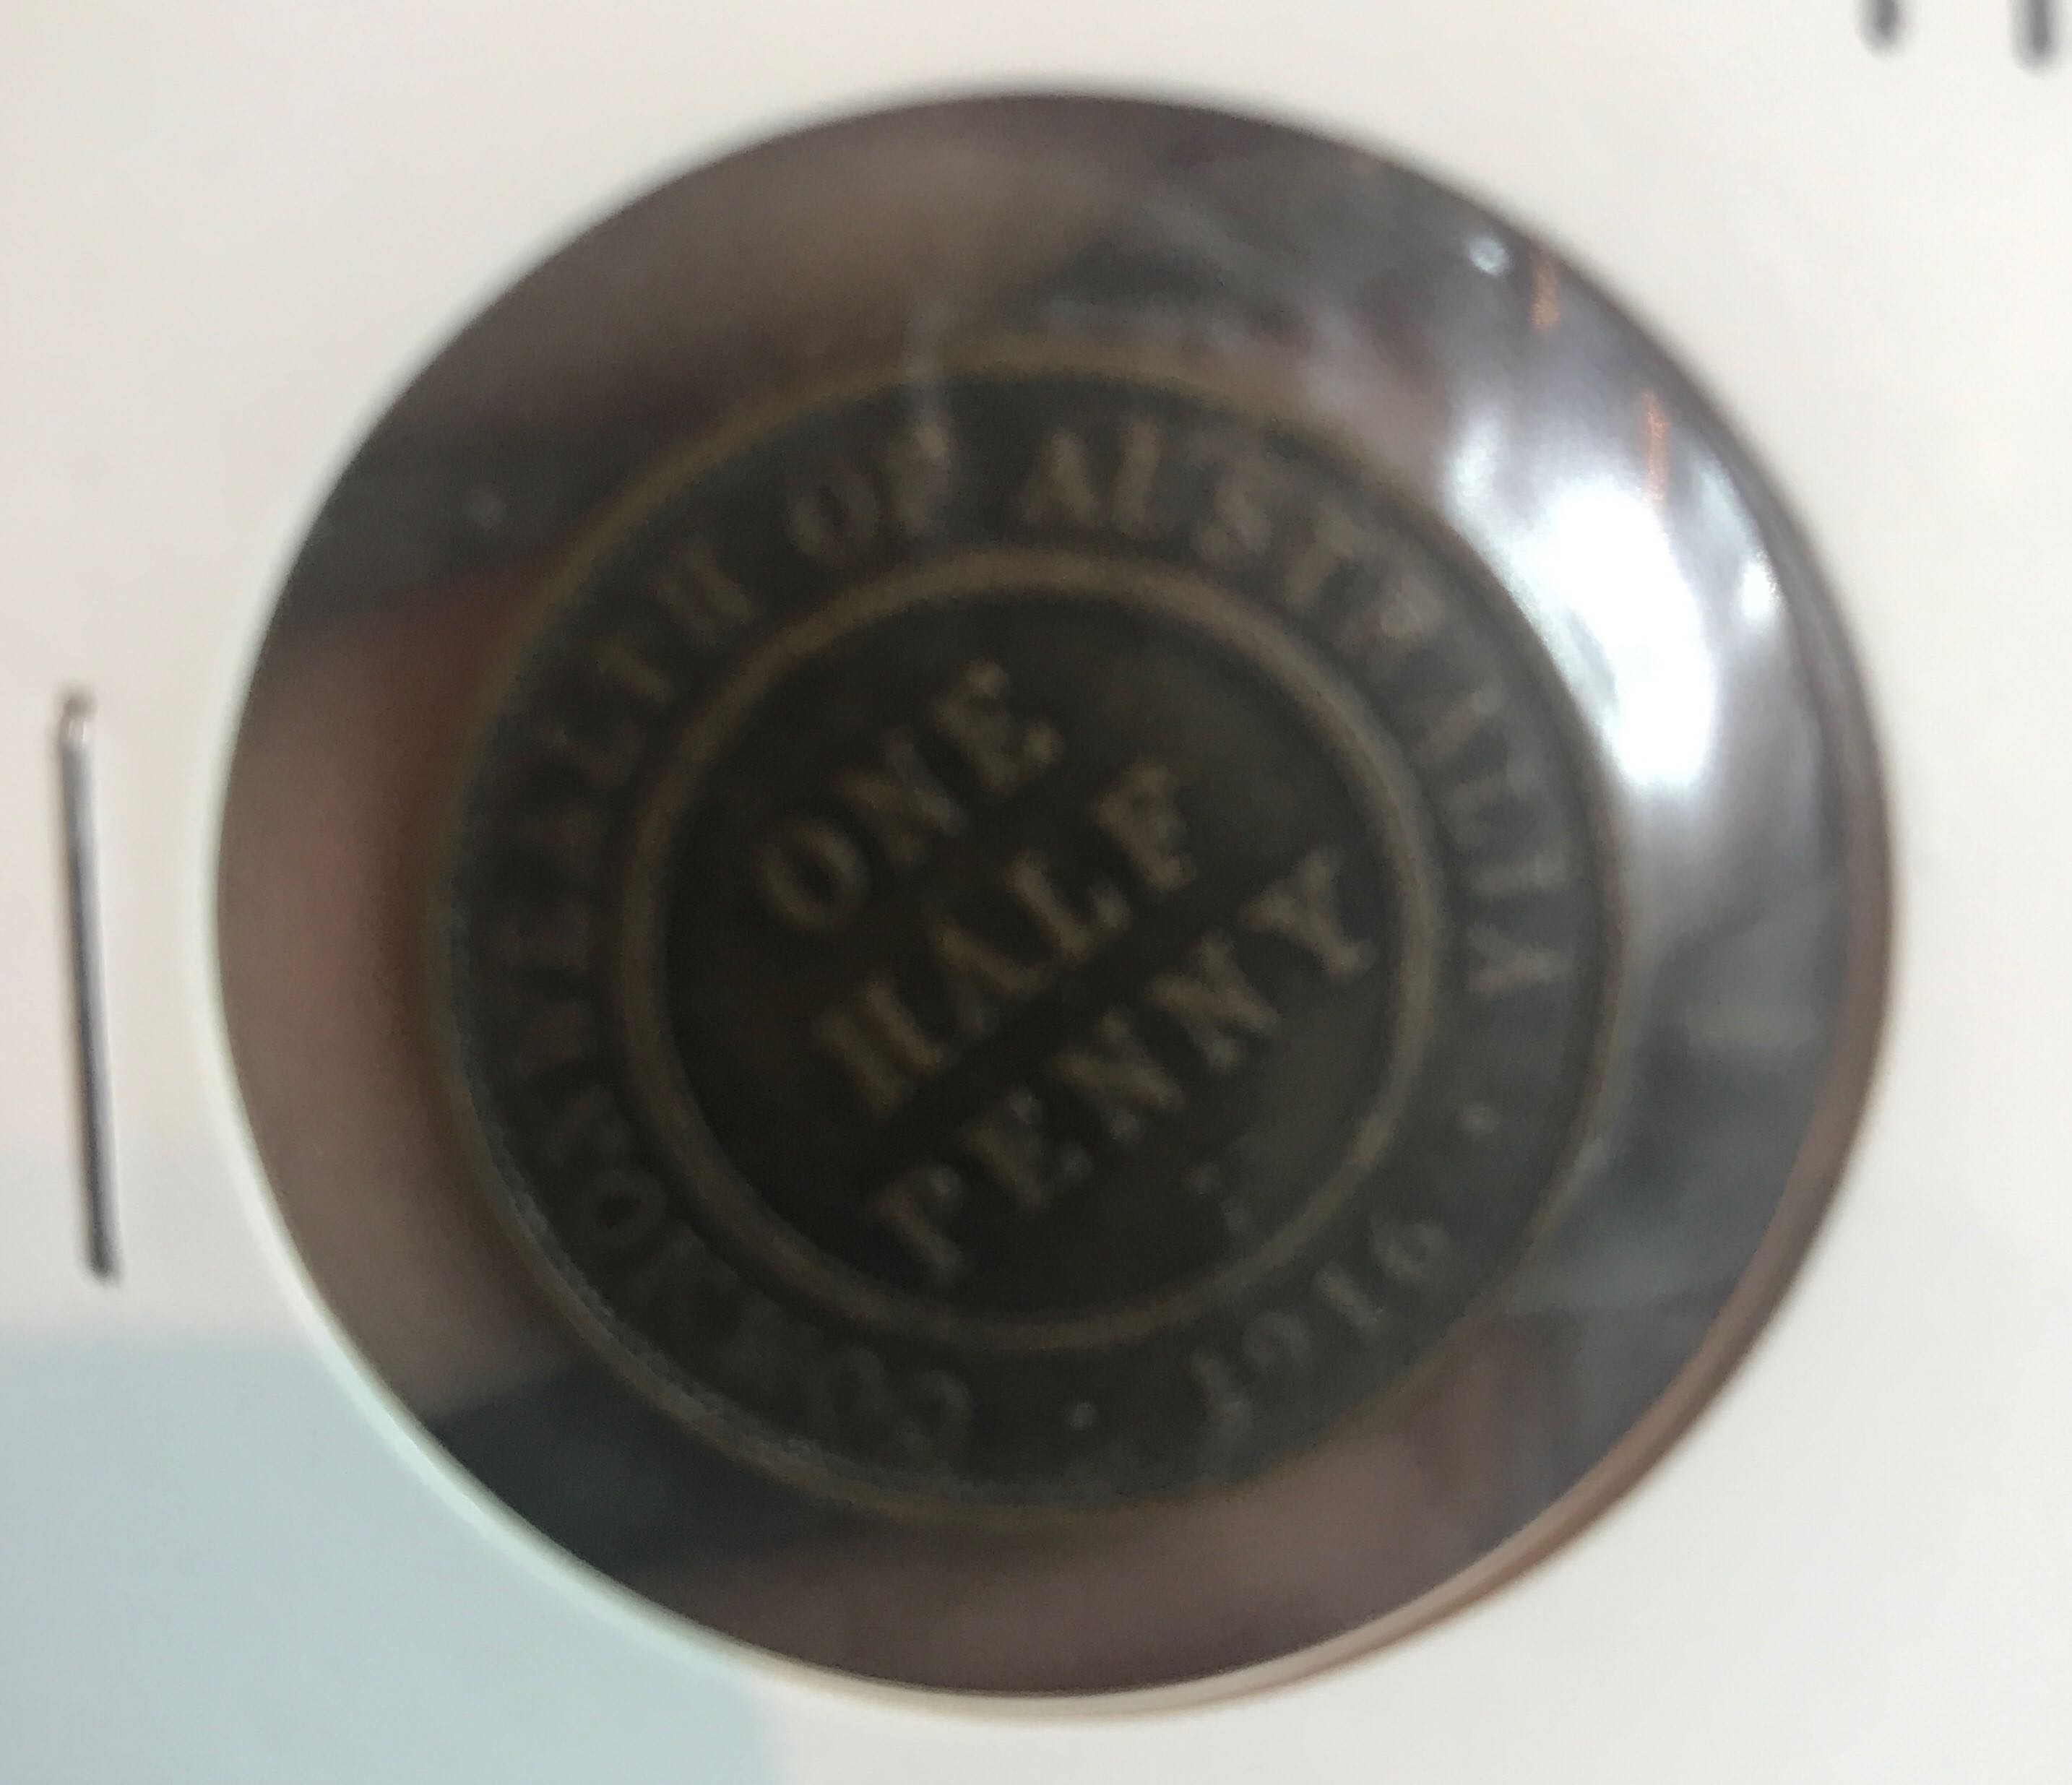 COMMONWEALTH OF AUSTRALIA
ONE
HALF
PENNY
· 1916 ·